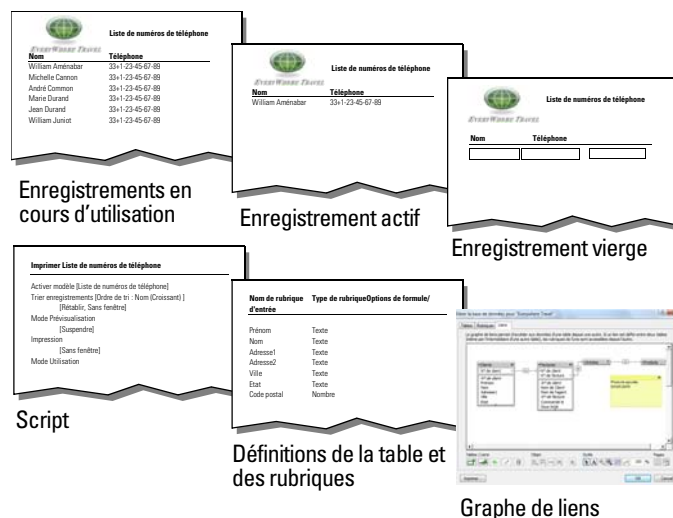 Liste de numéros de téléphone
EVERYWHERE TRAVEL
Nom Téléphone
William Aménabar 33+1-23-45-67-89
Michelle Cannon 33+1-23-45-67-89
André Common 33+1-23-45-67-89
Marie Durand 33+1-23-45-67-89
Jean Durand 33+1-23-45-67-89
William Juniot 33+1-23-45-67-89
Enregistrements en
cours d'utilisation
Liste de numéros de téléphone
EVERYWHERE TRAVEL
Nom Téléphone
William Aménabar 33+1-23-45-67-89
Enregistrement actif
Liste de numéros de téléphone
EVERYWHERE TRAVEL
Nom Téléphone
Enregistrement vierge
Imprimer Liste de numéros de téléphone
Activer modèle [Liste de numéros de téléphone]
Trier enregistrements [Ordre de tri : Nom (Croissant) ]
[Rétablir, Sans fenêtre]
Mode Prévisualisation
[Suspendre]
Impression
[Sans fenêtre]
Mode Utilisation
Script
Nom de rubrique Type de rubriqueOptions de formule/
d'entrée
Prénom Texte
Nom Texte
Adresse1 Texte
Adresse2 Texte
Ville Texte
Etat Texte
Code postal Nombre
Définitions de la table et
des rubriques
Graphe de liens